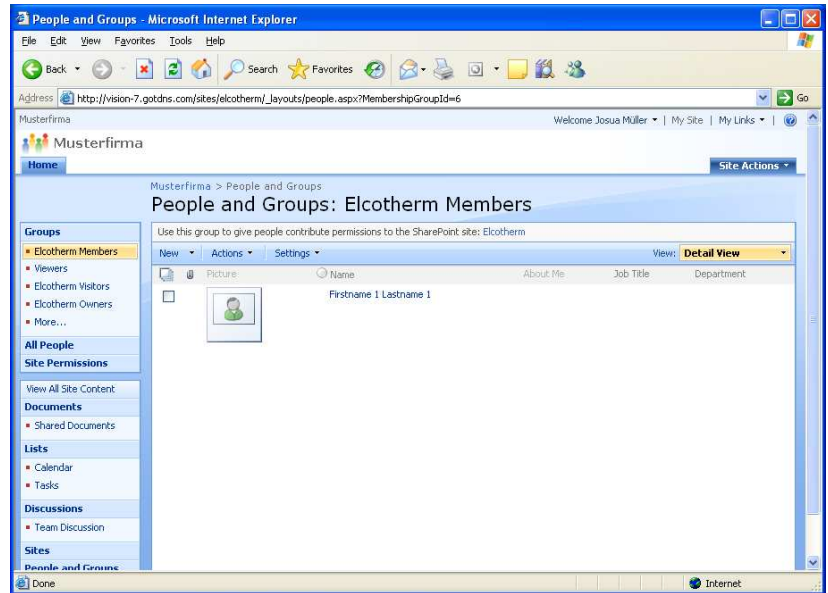 People and Groups - Microsoft Internet Explorer
File Edit View Favorites Tools Help
Back Search Favorites
Address http://vision-7.gotdns.com/sites/elcotherm/_layouts/people.aspx?MembershipGroupId=6 Go
Musterfirma Welcome Josua Müller | My Site | My Links |
Musterfirma
Home Site Actions
Musterfirma > People and Groups
People and Groups: Elcotherm Members
Groups
Elcotherm Members
Viewers
Elcotherm Visitors
Elcotherm Owners
More...
All People
Site Permissions
View All Site Content
Documents
Shared Documents
Lists
Calendar
Tasks
Discussions
Team Discussion
Sites
People and Groups
Use this group to give people contribute permissions to the SharePoint site: Elcotherm
New Actions Settings View: Detail View
Picture Name About Me Job Title Department
Firstname 1 Lastname 1
Done Internet